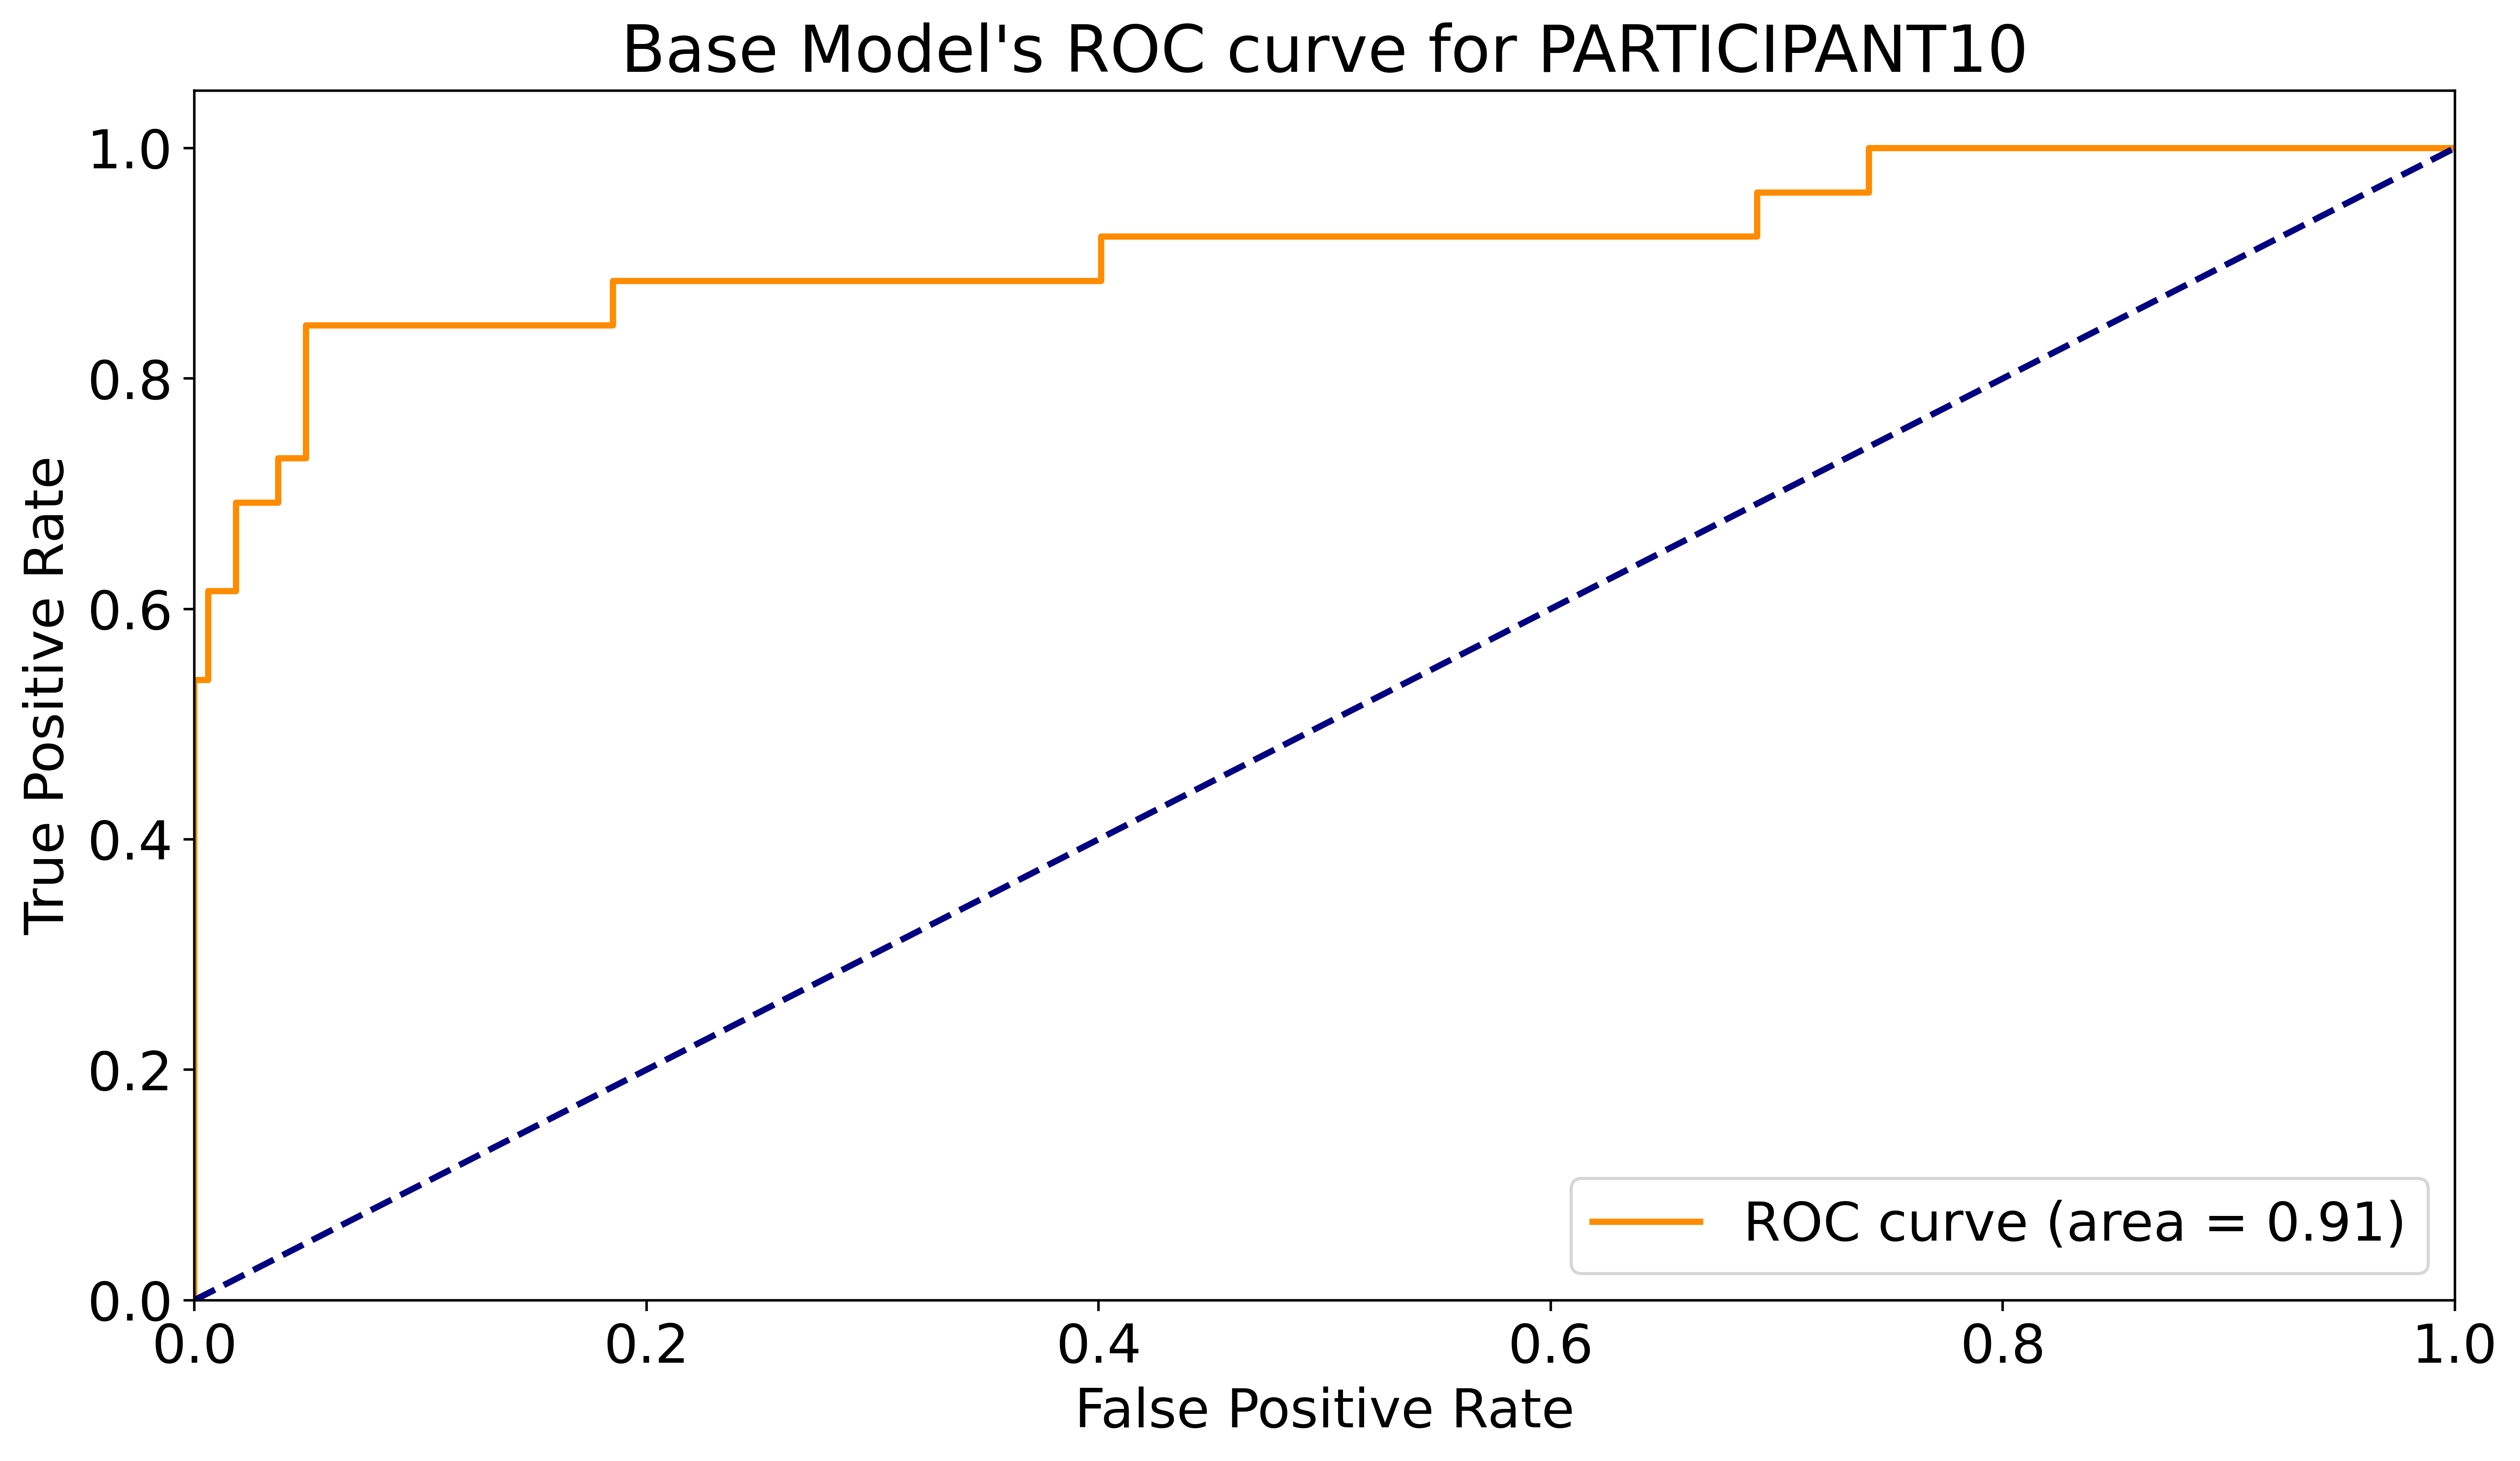 Base Model's ROC curve for PARTICIPANT10
True Positive Rate
1.0
0.8
0.6
0.4
0.2
0.0
0.0 0.2 0.4 0.6 0.8 1.0
False Positive Rate
ROC curve (area = 0.91)